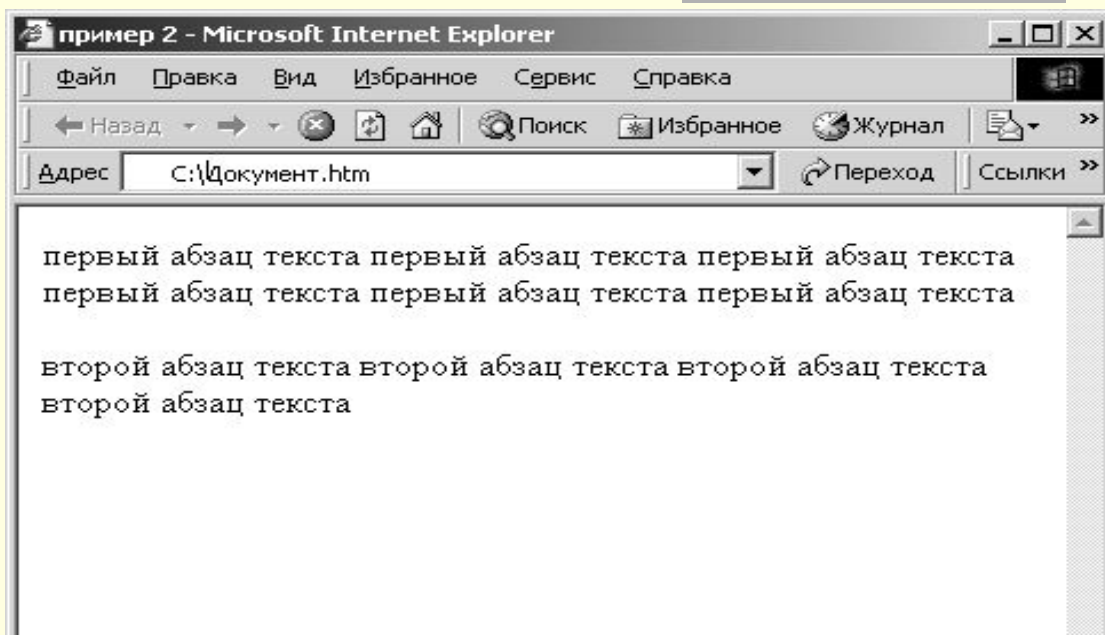 пример 2 - Microsoft Internet Explorer
Файл Правка Вид Избранное Сервис Справка
Назад Поиск Избранное Журнал »
Адрес C:\Документ.htm Переход Ссылки »
первый абзац текста первый абзац текста первый абзац текста
первый абзац текста первый абзац текста первый абзац текста
второй абзац текста второй абзац текста второй абзац текста
второй абзац текста